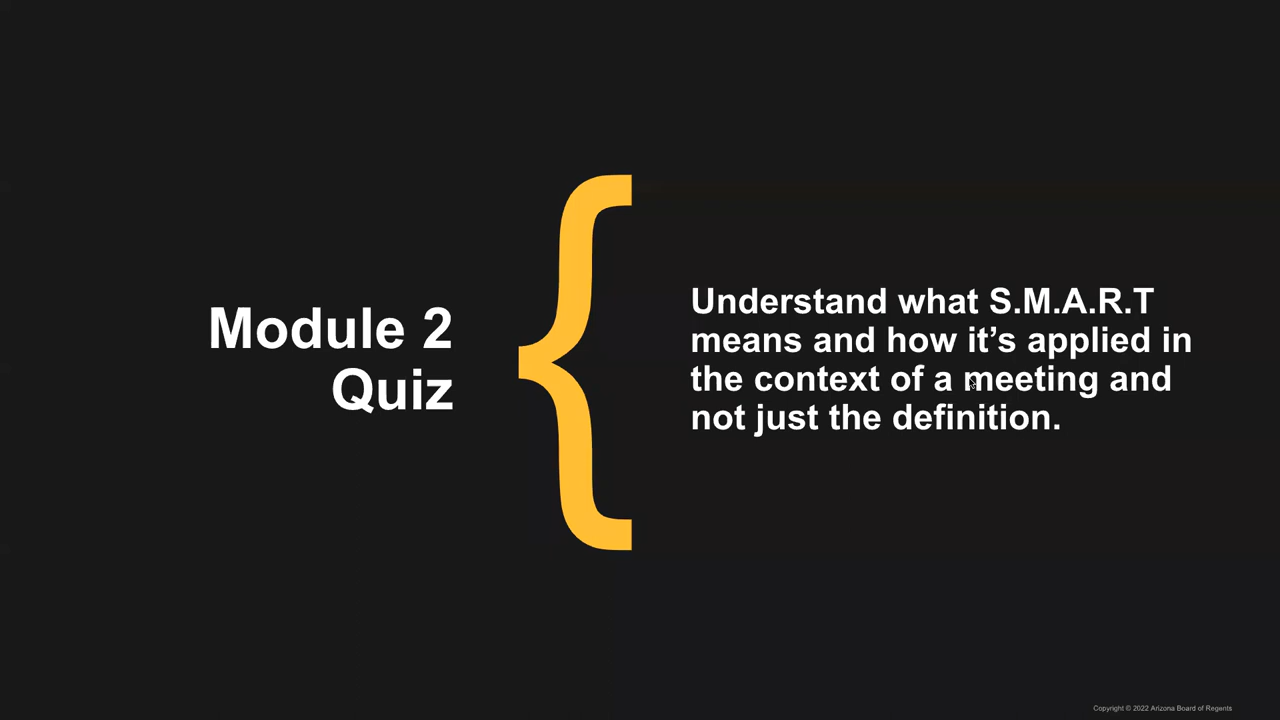 Module 2
Quiz
Understand what S.M.A.R.T
means and how it’s applied in
the context of a meeting and
not just the definition.
Copyright © 2022 Arizona Board of Regents